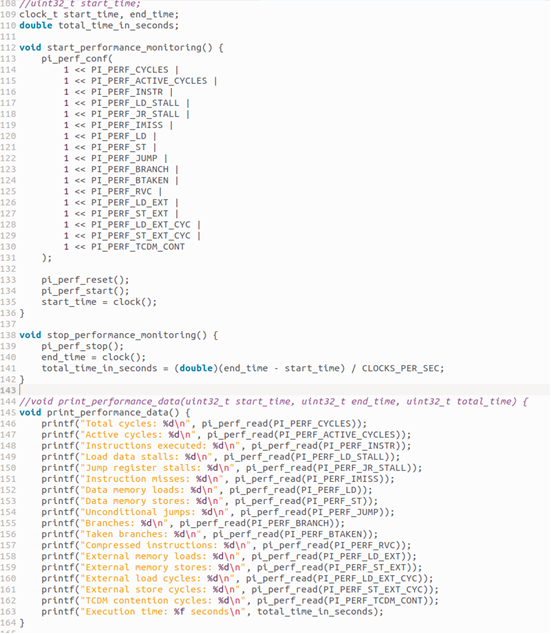 108 //uint32_t start_time;
109 clock_t start_time, end_time;
110 double total_time_in_seconds;
111
112 void start_performance_monitoring() {
113     pi_perf_conf(
114         1 << PI_PERF_CYCLES |
115         1 << PI_PERF_ACTIVE_CYCLES |
116         1 << PI_PERF_INSTR |
117         1 << PI_PERF_LD_STALL |
118         1 << PI_PERF_JR_STALL |
119         1 << PI_PERF_IMISS |
120         1 << PI_PERF_LD |
121         1 << PI_PERF_ST |
122         1 << PI_PERF_JUMP |
123         1 << PI_PERF_BRANCH |
124         1 << PI_PERF_BTAKEN |
125         1 << PI_PERF_RVC |
126         1 << PI_PERF_LD_EXT |
127         1 << PI_PERF_ST_EXT |
128         1 << PI_PERF_LD_EXT_CYC |
129         1 << PI_PERF_ST_EXT_CYC |
130         1 << PI_PERF_TCDM_CONT
131     );
132
133     pi_perf_reset();
134     pi_perf_start();
135     start_time = clock();
136 }
137
138 void stop_performance_monitoring() {
139     pi_perf_stop();
140     end_time = clock();
141     total_time_in_seconds = (double)(end_time - start_time) / CLOCKS_PER_SEC;
142 }
143
144 //void print_performance_data(uint32_t start_time, uint32_t end_time, uint32_t total_time) {
145 void print_performance_data() {
146     printf("Total cycles: %d\n", pi_perf_read(PI_PERF_CYCLES));
147     printf("Active cycles: %d\n", pi_perf_read(PI_PERF_ACTIVE_CYCLES));
148     printf("Instructions executed: %d\n", pi_perf_read(PI_PERF_INSTR));
149     printf("Load data stalls: %d\n", pi_perf_read(PI_PERF_LD_STALL));
150     printf("Jump register stalls: %d\n", pi_perf_read(PI_PERF_JR_STALL));
151     printf("Instruction misses: %d\n", pi_perf_read(PI_PERF_IMISS));
152     printf("Data memory loads: %d\n", pi_perf_read(PI_PERF_LD));
153     printf("Data memory stores: %d\n", pi_perf_read(PI_PERF_ST));
154     printf("Unconditional jumps: %d\n", pi_perf_read(PI_PERF_JUMP));
155     printf("Branches: %d\n", pi_perf_read(PI_PERF_BRANCH));
156     printf("Taken branches: %d\n", pi_perf_read(PI_PERF_BTAKEN));
157     printf("Compressed instructions: %d\n", pi_perf_read(PI_PERF_RVC));
158     printf("External memory loads: %d\n", pi_perf_read(PI_PERF_LD_EXT));
159     printf("External memory stores: %d\n", pi_perf_read(PI_PERF_ST_EXT));
160     printf("External load cycles: %d\n", pi_perf_read(PI_PERF_LD_EXT_CYC));
161     printf("External store cycles: %d\n", pi_perf_read(PI_PERF_ST_EXT_CYC));
162     printf("TCDM contention cycles: %d\n", pi_perf_read(PI_PERF_TCDM_CONT));
163     printf("Execution time: %f seconds\n", total_time_in_seconds);
164 }